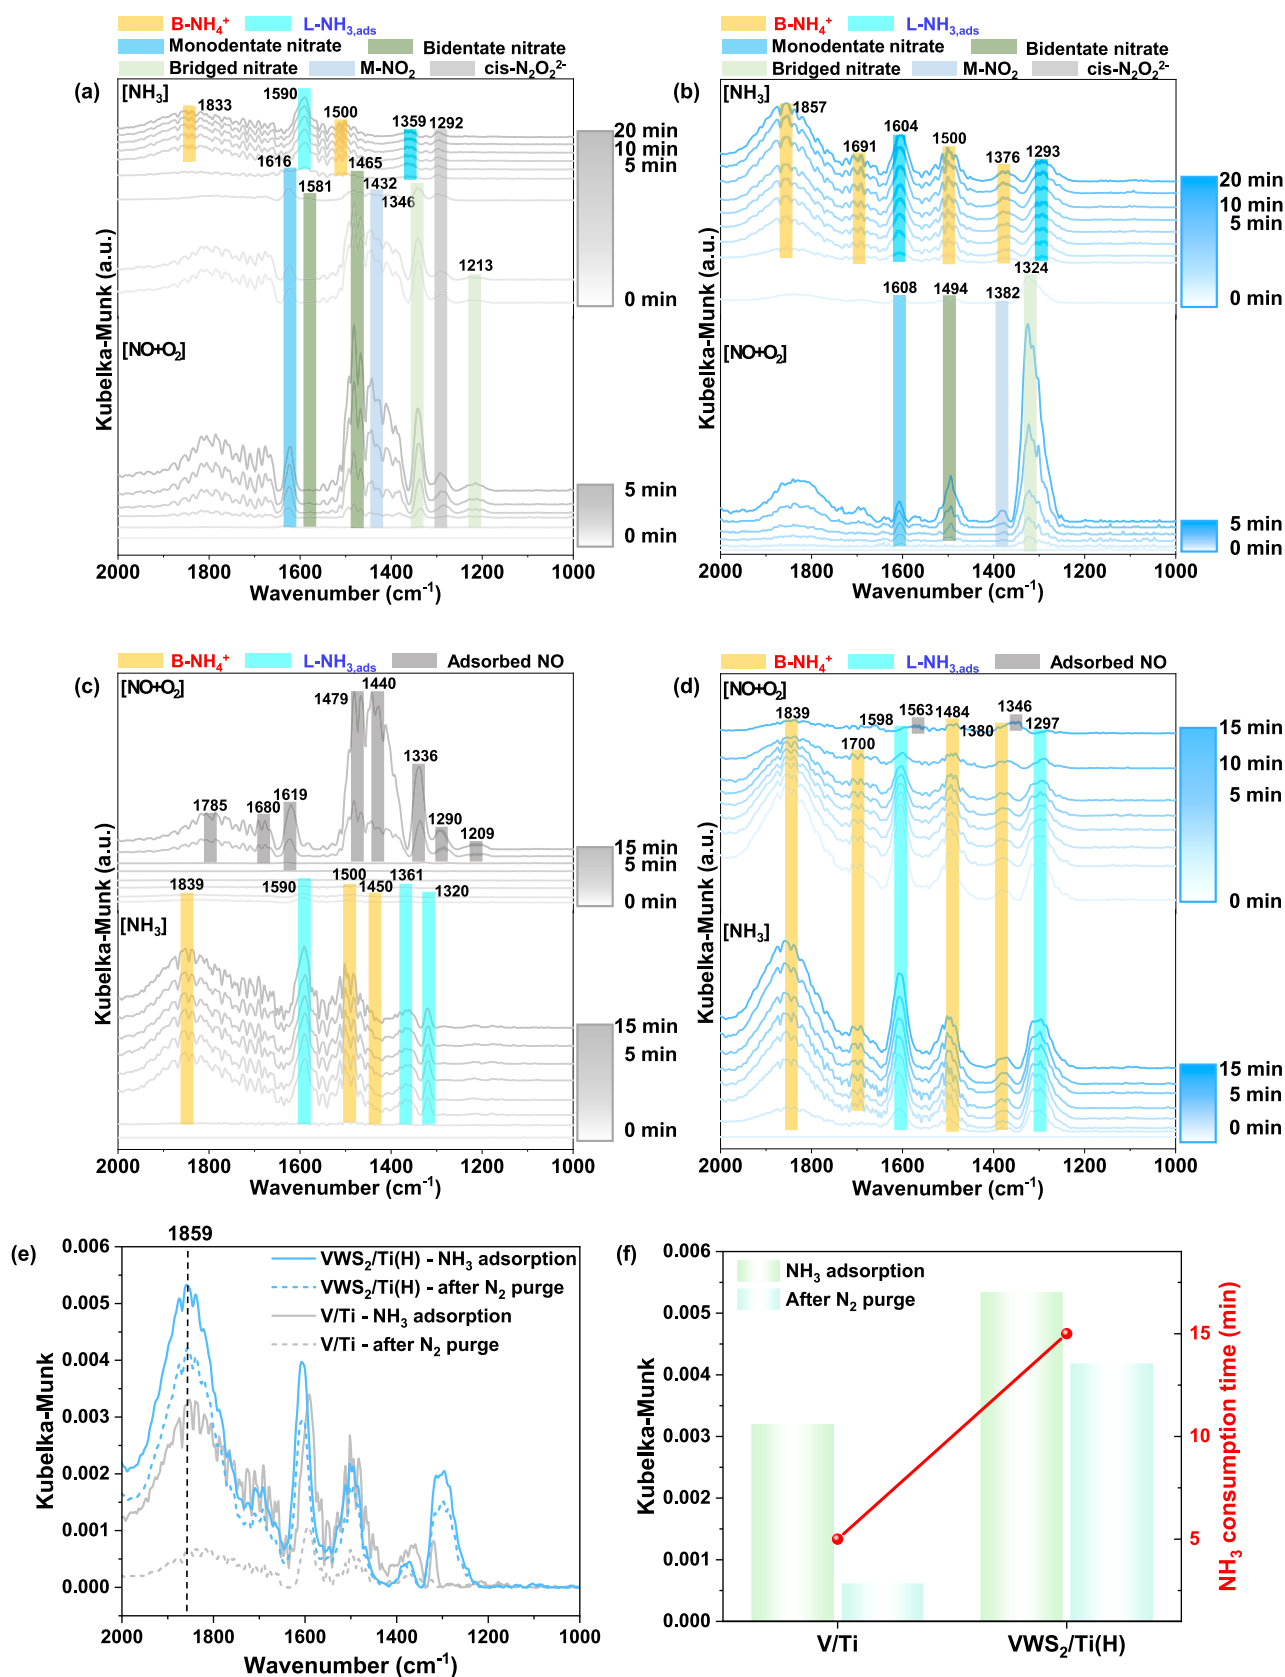 B-NH₄⁺ L-NH₃,ads
Monodentate nitrate Bidentate nitrate
Bridged nitrate M-NO₂ cis-N₂O₂²⁻
(a)
[NH₃]
1833 1590 1500 1359 1292
1616 1465
1581 1432
1346
1213
20 min
10 min
5 min
0 min
[NO+O₂]
5 min
0 min
Kubelka-Munk (a.u.)
2000 1800 1600 1400 1200 1000
Wavenumber (cm⁻¹)
B-NH₄⁺ L-NH₃,ads
Monodentate nitrate Bidentate nitrate
Bridged nitrate M-NO₂ cis-N₂O₂²⁻
(b)
[NH₃]
1857 1691 1604 1500 1376 1293
1324
1608 1494 1382
20 min
10 min
5 min
0 min
[NO+O₂]
5 min
0 min
Kubelka-Munk (a.u.)
2000 1800 1600 1400 1200 1000
Wavenumber (cm⁻¹)
B-NH₄⁺ L-NH₃,ads Adsorbed NO
(c)
[NO+O₂]
1785 1680 1619 1479 1440 1336 1290 1209
15 min
5 min
0 min
1839 1590 1500 1450 1361 1320
[NH₃]
15 min
5 min
0 min
Kubelka-Munk (a.u.)
2000 1800 1600 1400 1200 1000
Wavenumber (cm⁻¹)
B-NH₄⁺ L-NH₃,ads Adsorbed NO
(d)
[NO+O₂]
1839 1700 1598 1563 1484 1380 1346 1297
15 min
10 min
5 min
0 min
[NH₃]
15 min
5 min
0 min
Kubelka-Munk (a.u.)
2000 1800 1600 1400 1200 1000
Wavenumber (cm⁻¹)
(e)
1859
VWS₂/Ti(H) - NH₃ adsorption
VWS₂/Ti(H) - after N₂ purge
V/Ti - NH₃ adsorption
V/Ti - after N₂ purge
0.006
0.005
0.004
0.003
0.002
0.001
0.000
Kubelka-Munk
2000 1800 1600 1400 1200 1000
Wavenumber (cm⁻¹)
(f)
NH₃ adsorption
After N₂ purge
0.006
0.005
0.004
0.003
0.002
0.001
0.000
Kubelka-Munk
15
10
5
NH₃ consumption time (min)
V/Ti VWS₂/Ti(H)